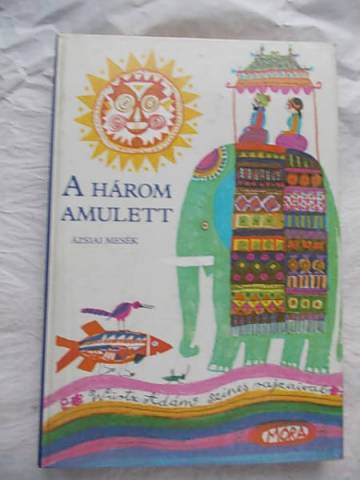 A HÁROM
AMULETT
ÁZSIAI MESÉK
Würtz Ádám színes rajzaival
MÓRA